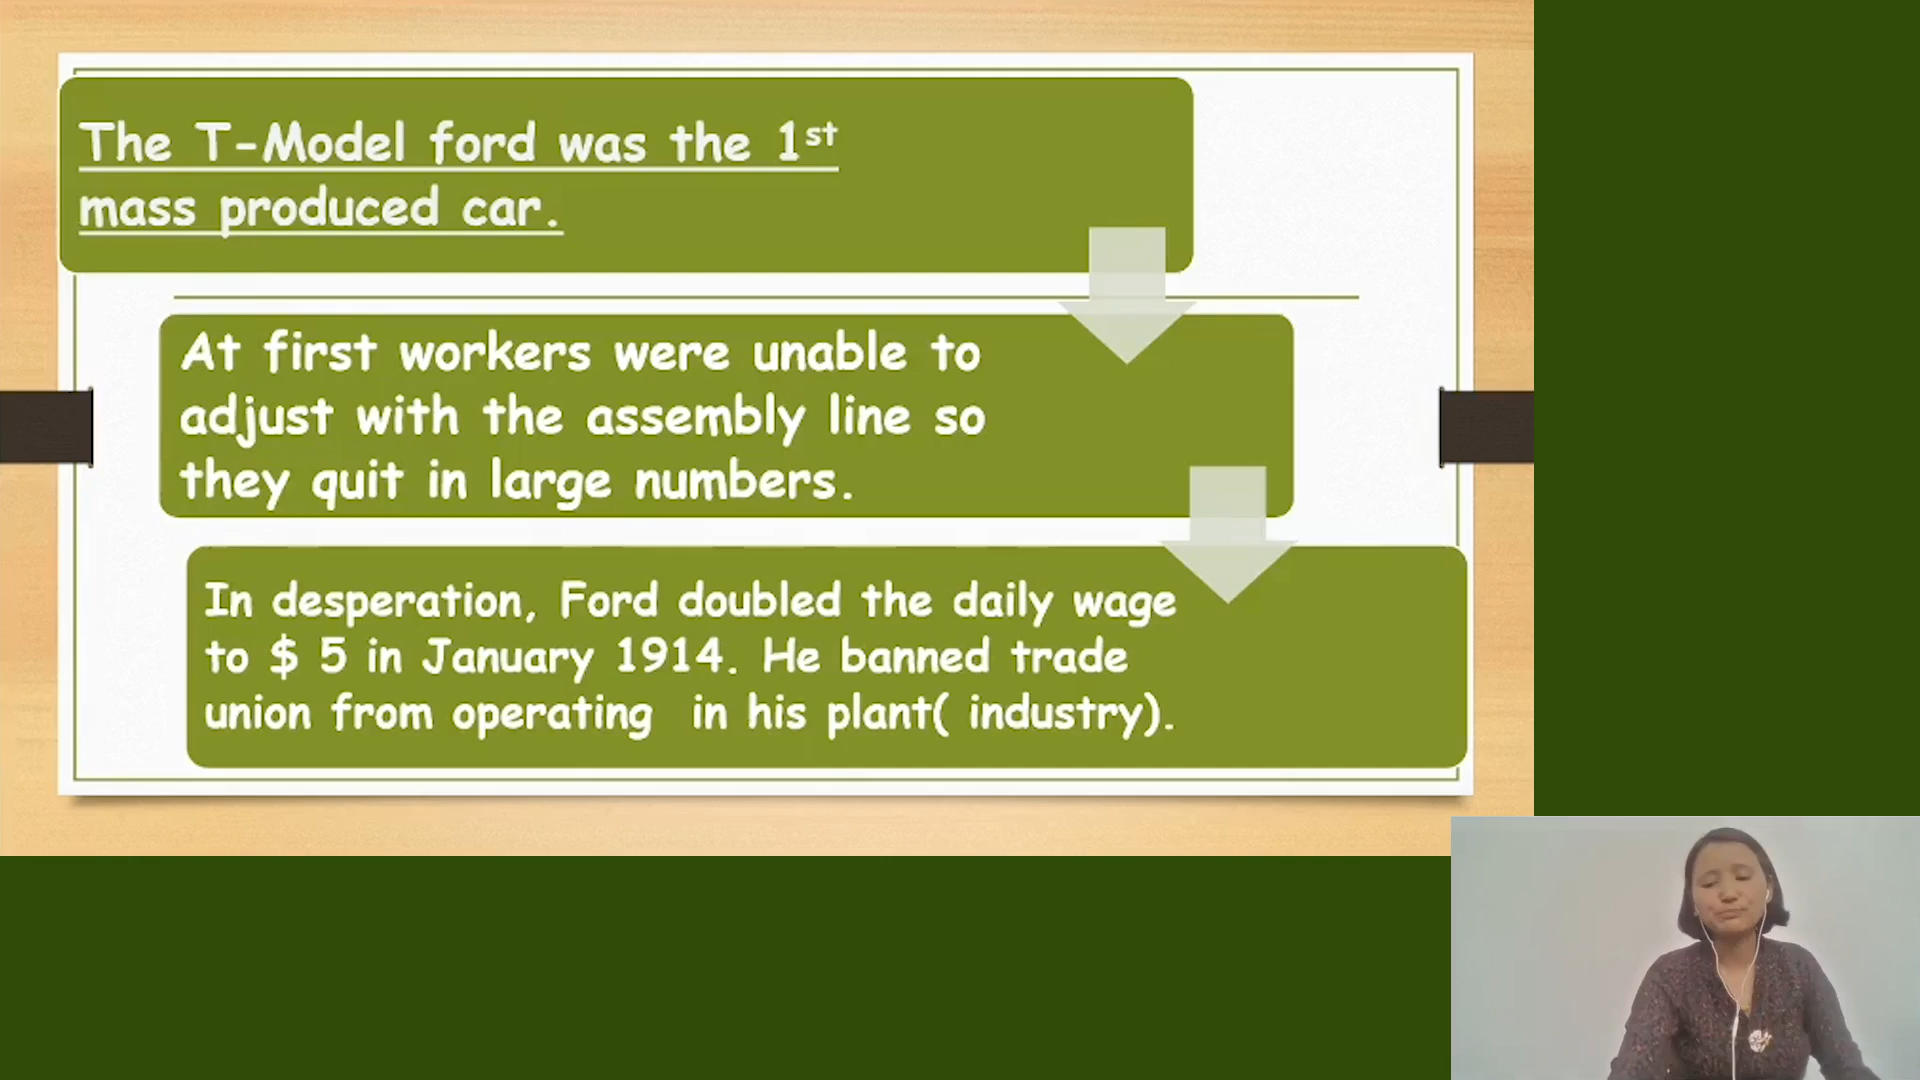 The T-Model ford was the 1st
mass produced car.
At first workers were unable to
adjust with the assembly line so
they quit in large numbers.
In desperation, Ford doubled the daily wage
to $ 5 in January 1914. He banned trade
union from operating  in his plant( industry).